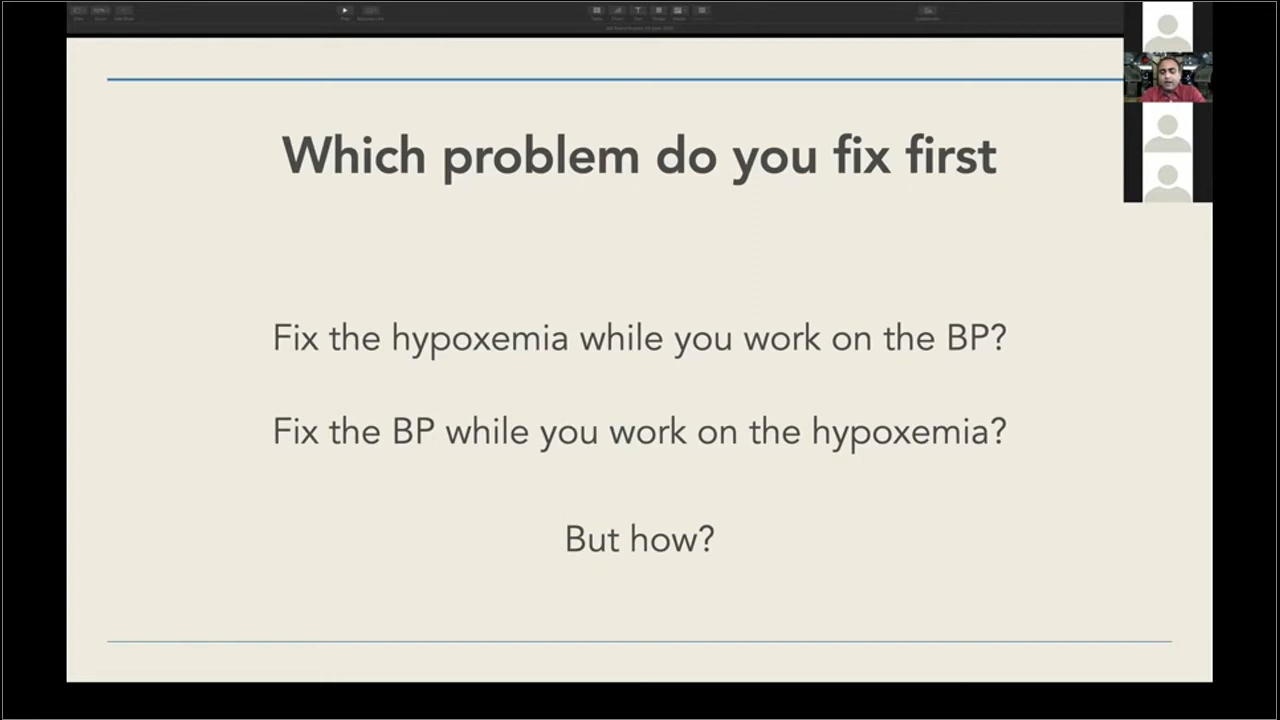 Which problem do you fix first
Fix the hypoxemia while you work on the BP?
Fix the BP while you work on the hypoxemia?
But how?